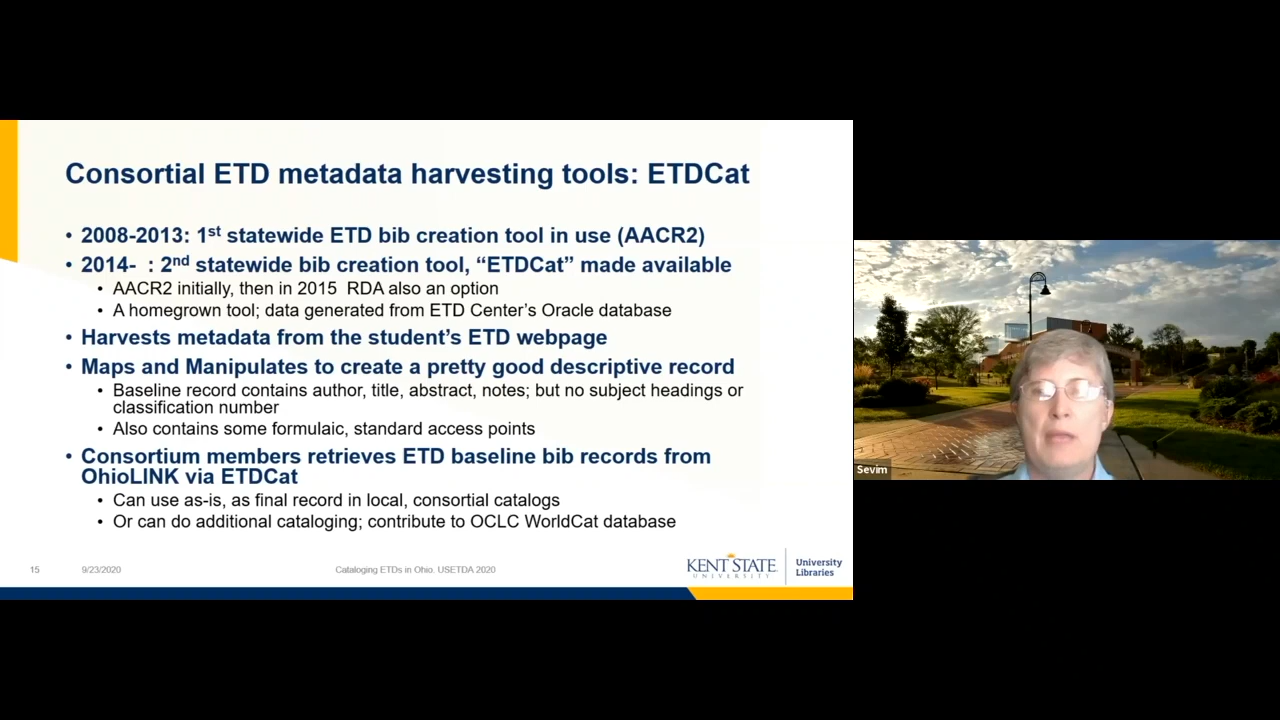 Consortial ETD metadata harvesting tools: ETDCat
• 2008-2013: 1st statewide ETD bib creation tool in use (AACR2)
• 2014- : 2nd statewide bib creation tool, “ETDCat” made available
• AACR2 initially, then in 2015 RDA also an option
• A homegrown tool; data generated from ETD Center’s Oracle database
• Harvests metadata from the student’s ETD webpage
• Maps and Manipulates to create a pretty good descriptive record
• Baseline record contains author, title, abstract, notes; but no subject headings or
classification number
• Also contains some formulaic, standard access points
• Consortium members retrieves ETD baseline bib records from
OhioLINK via ETDCat
• Can use as-is, as final record in local, consortial catalogs
• Or can do additional cataloging; contribute to OCLC WorldCat database
15 9/23/2020 Cataloging ETDs in Ohio. USETDA 2020
KENT STATE
UNIVERSITY
University
Libraries
Sevim